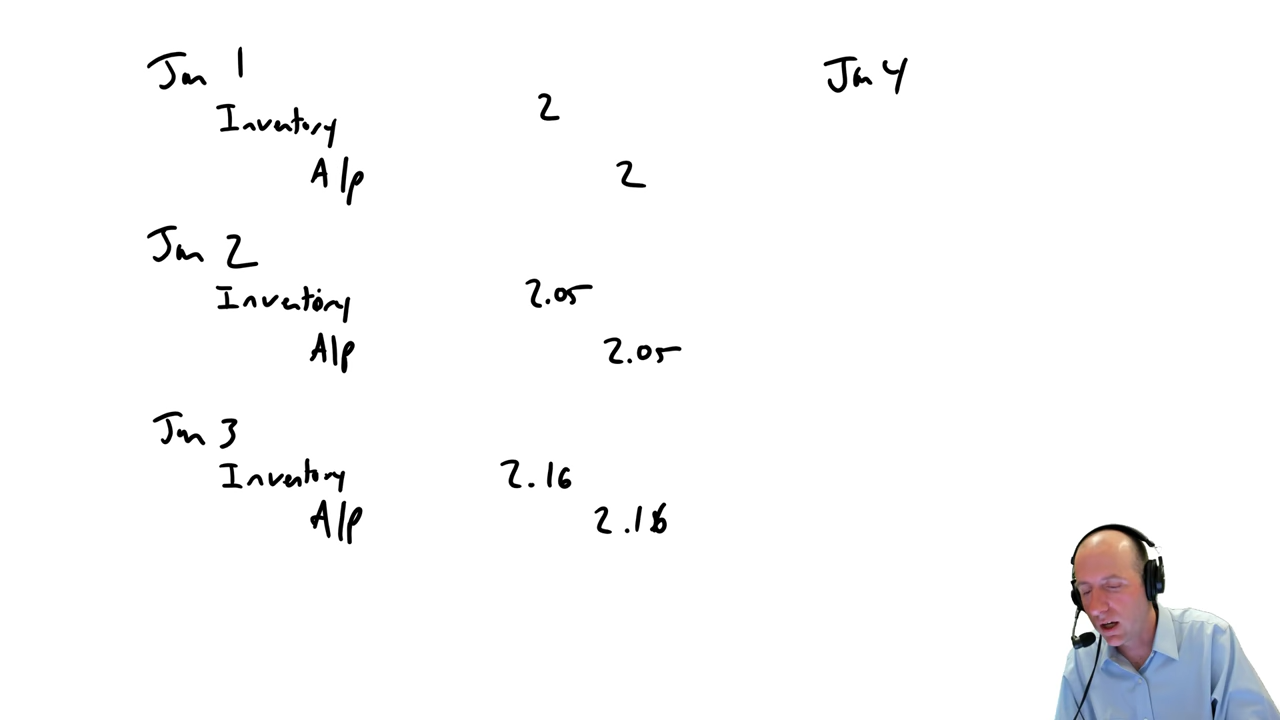 Jan 1
Inventory 2
A/p 2
Jan 2
Inventory 2.05
A/p 2.05
Jan 3
Inventory 2.16
A/p 2.16
Jan 4